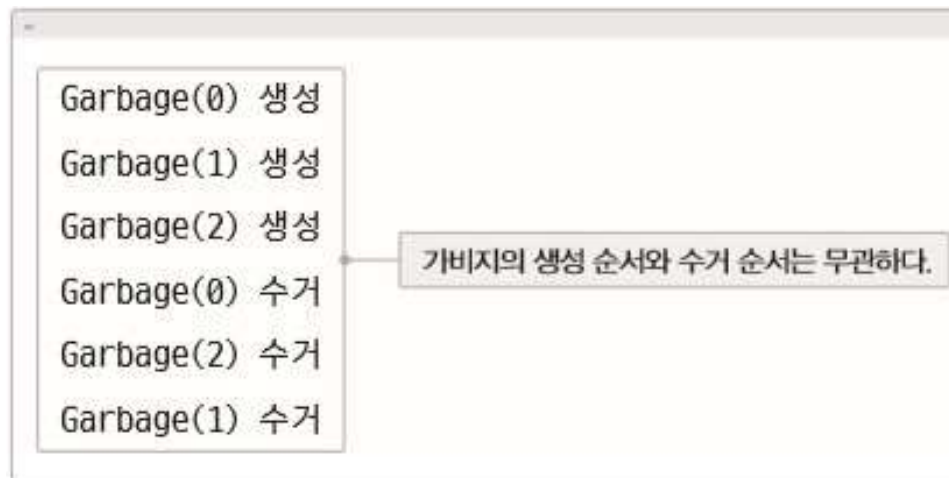 Garbage(0) 생성
Garbage(1) 생성
Garbage(2) 생성
Garbage(0) 수거
Garbage(2) 수거
Garbage(1) 수거
가비지의 생성 순서와 수거 순서는 무관하다.